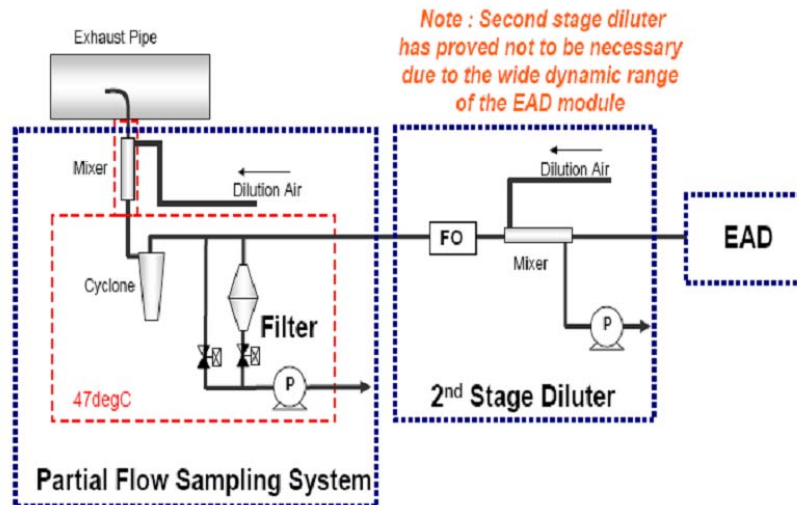 Note : Second stage diluter
has proved not to be necessary
due to the wide dynamic range
of the EAD module
Exhaust Pipe
Mixer
Dilution Air
Dilution Air
FO
Mixer
EAD
Cyclone
Filter
P
P
47degC
2nd Stage Diluter
Partial Flow Sampling System